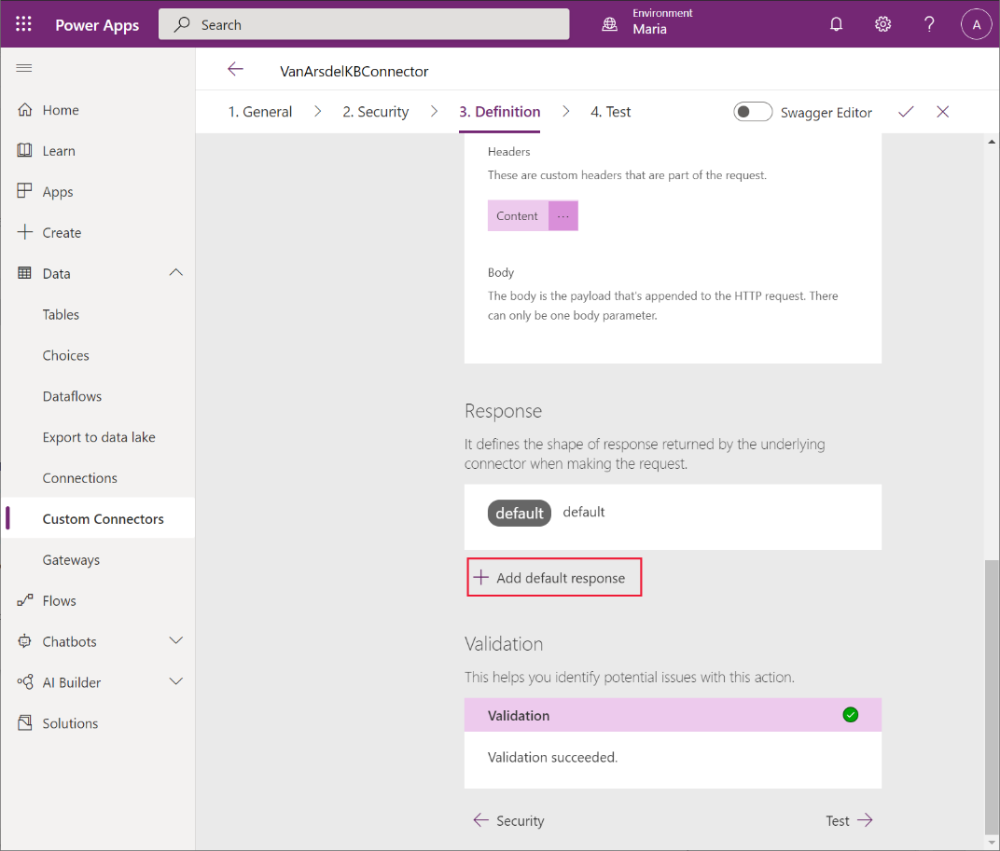 Power Apps
Search
Environment
Maria
?
A
VanArsdelKBConnector
1. General
2. Security
3. Definition
4. Test
Swagger Editor
Home
Learn
Apps
Create
Data
Tables
Choices
Dataflows
Export to data lake
Connections
Custom Connectors
Gateways
Flows
Chatbots
AI Builder
Solutions
Headers
These are custom headers that are part of the request.
Content ...
Body
The body is the payload that's appended to the HTTP request. There
can only be one body parameter.
Response
It defines the shape of response returned by the underlying
connector when making the request.
default default
Add default response
Validation
This helps you identify potential issues with this action.
Validation
Validation succeeded.
Security
Test